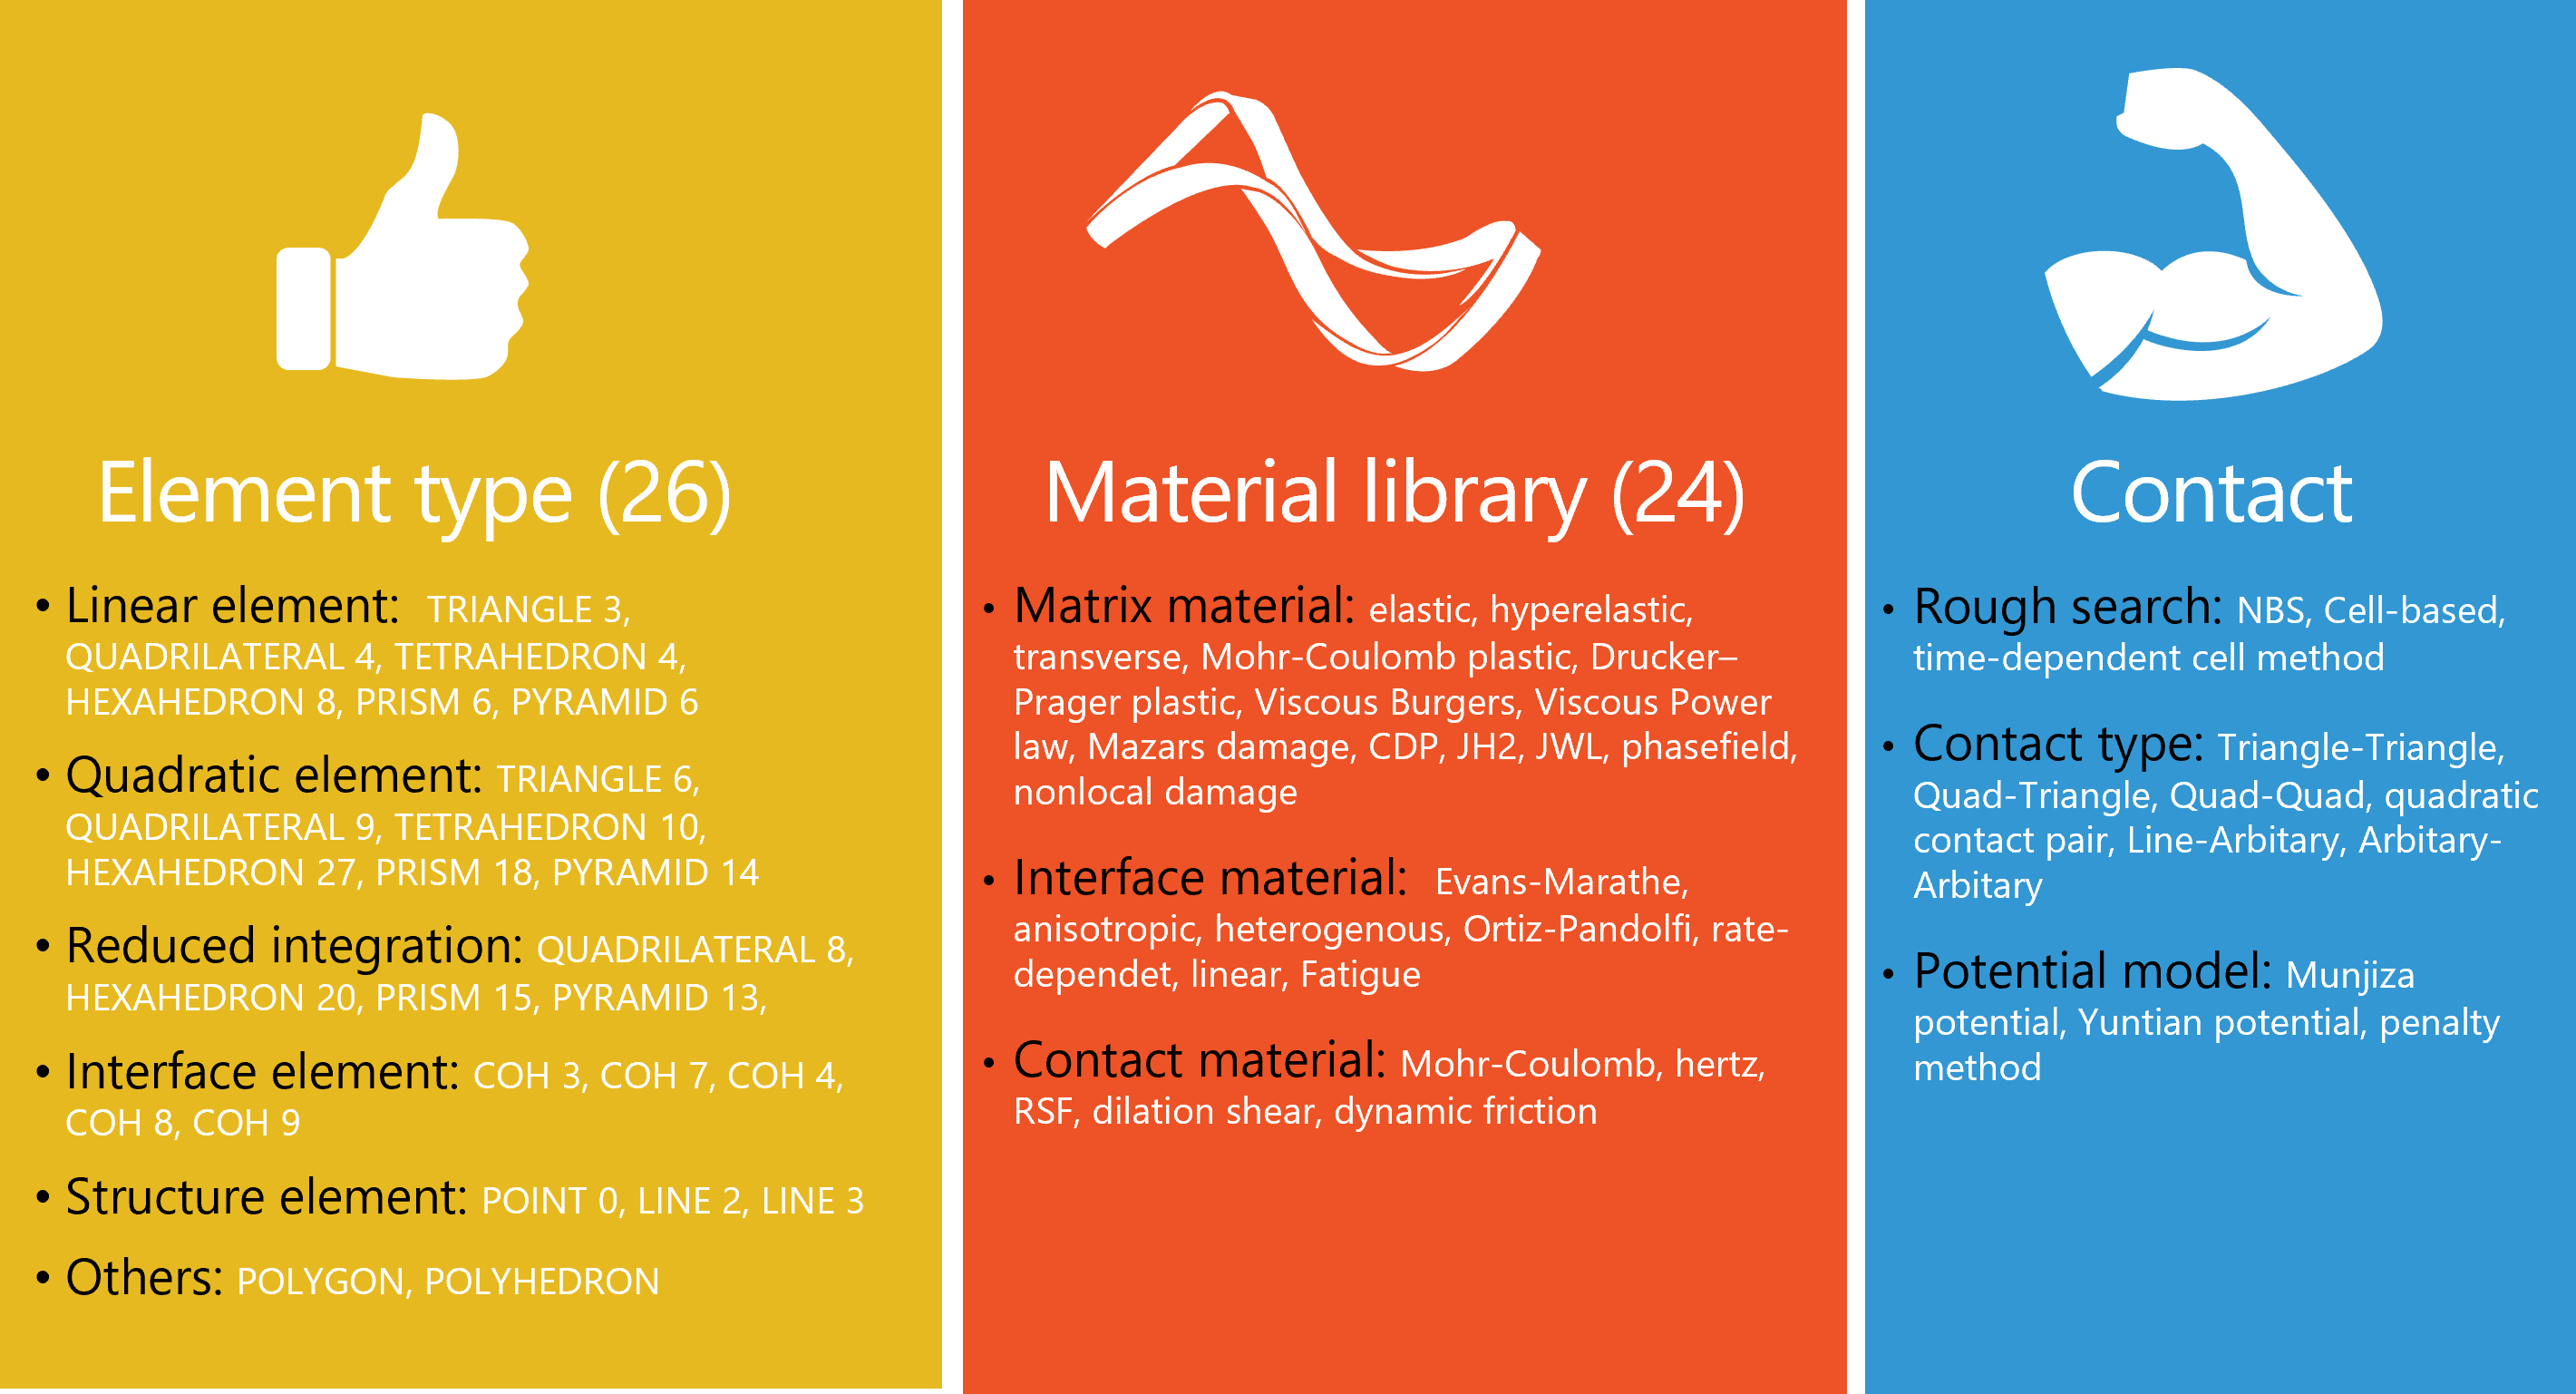 Element type (26)
• Linear element: TRIANGLE 3,
QUADRILATERAL 4, TETRAHEDRON 4,
HEXAHEDRON 8, PRISM 6, PYRAMID 6
• Quadratic element: TRIANGLE 6,
QUADRILATERAL 9, TETRAHEDRON 10,
HEXAHEDRON 27, PRISM 18, PYRAMID 14
• Reduced integration: QUADRILATERAL 8,
HEXAHEDRON 20, PRISM 15, PYRAMID 13,
• Interface element: COH 3, COH 7, COH 4,
COH 8, COH 9
• Structure element: POINT 0, LINE 2, LINE 3
• Others: POLYGON, POLYHEDRON
Material library (24)
• Matrix material: elastic, hyperelastic,
transverse, Mohr-Coulomb plastic, Drucker–
Prager plastic, Viscous Burgers, Viscous Power
law, Mazars damage, CDP, JH2, JWL, phasefield,
nonlocal damage
• Interface material: Evans-Marathe,
anisotropic, heterogenous, Ortiz-Pandolfi, rate-
dependet, linear, Fatigue
• Contact material: Mohr-Coulomb, hertz,
RSF, dilation shear, dynamic friction
Contact
• Rough search: NBS, Cell-based,
time-dependent cell method
• Contact type: Triangle-Triangle,
Quad-Triangle, Quad-Quad, quadratic
contact pair, Line-Arbitary, Arbitary-
Arbitary
• Potential model: Munjiza
potential, Yuntian potential, penalty
method